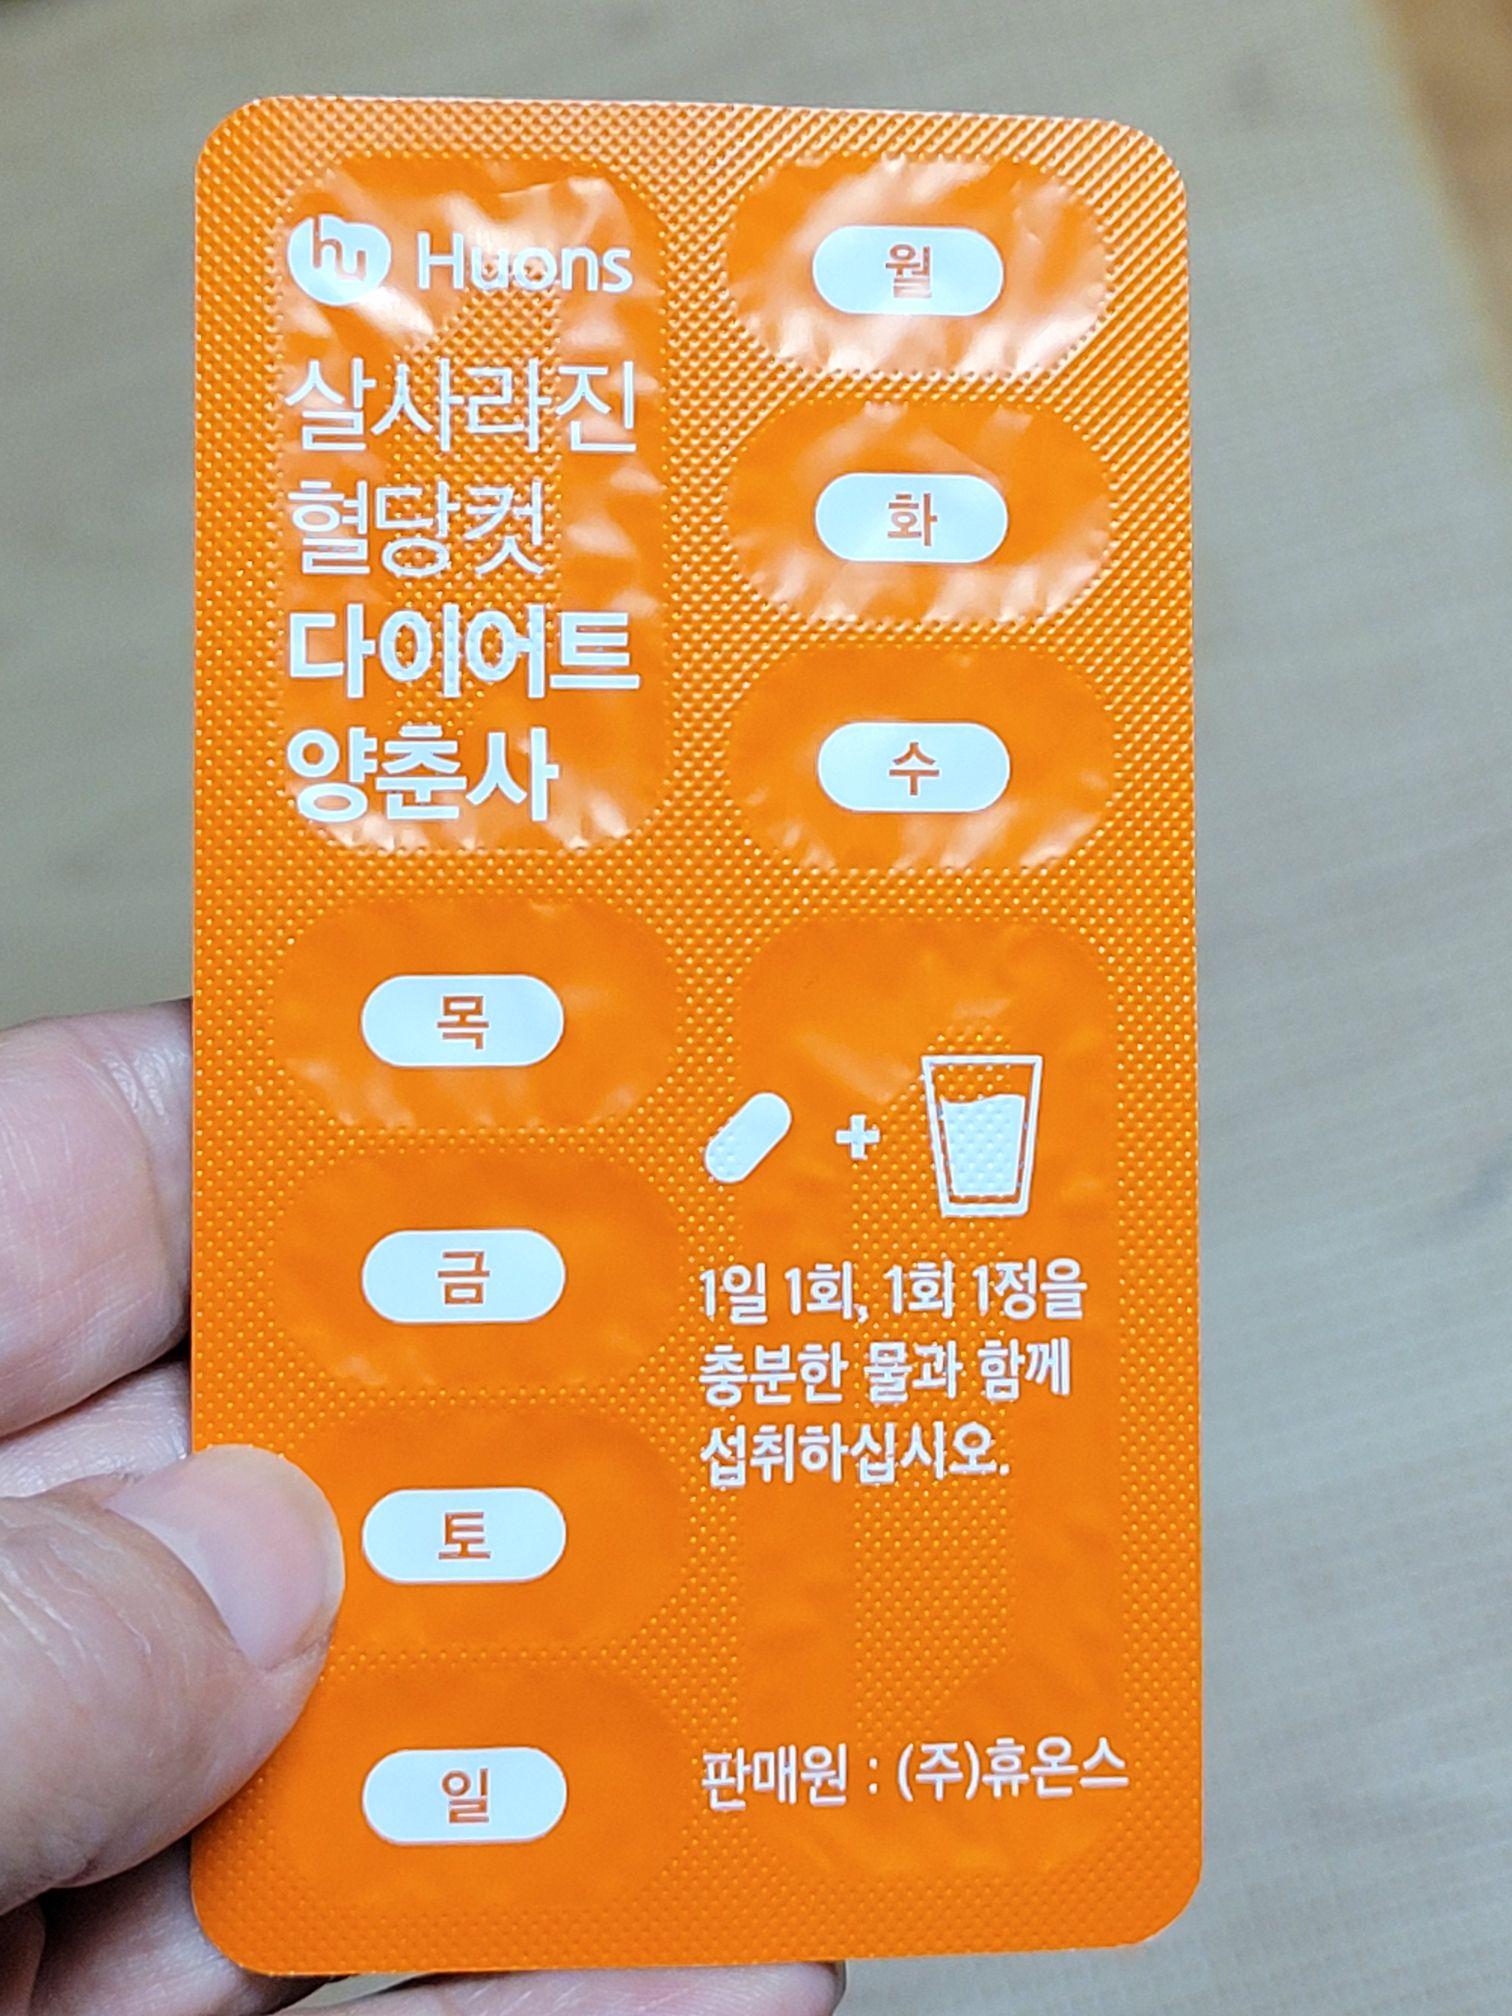 hu Huons
살사라진
혈당컷
다이어트
양춘사
월
화
수
목
금
토
일
+
1일 1회, 1회 1정을
충분한 물과 함께
섭취하십시오.
판매원 : (주)휴온스